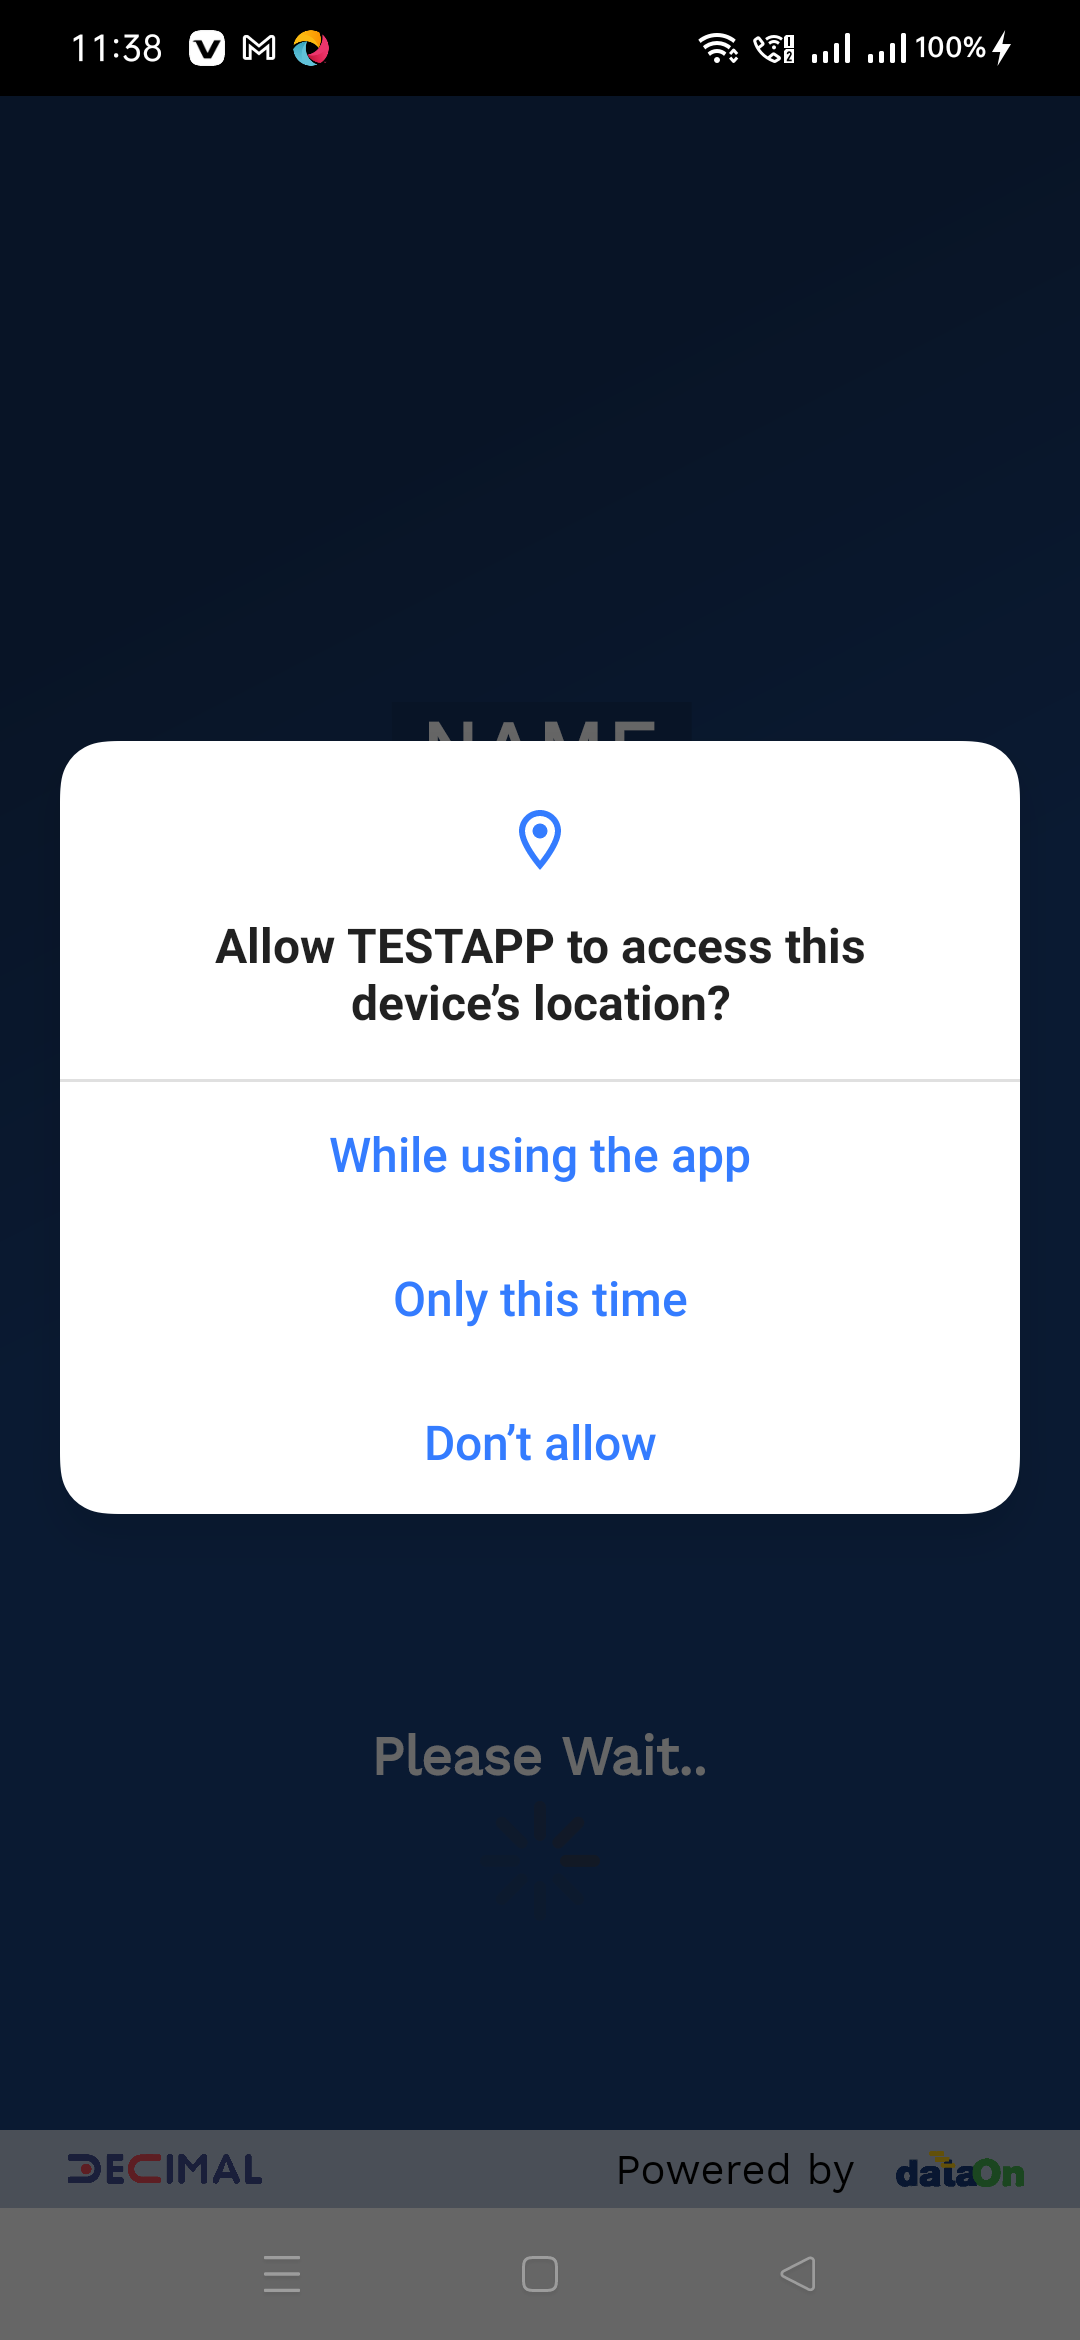 11:38
100%
NAME
Allow TESTAPP to access this
device’s location?
While using the app
Only this time
Don’t allow
Please Wait..
DECIMAL Powered by dataOn